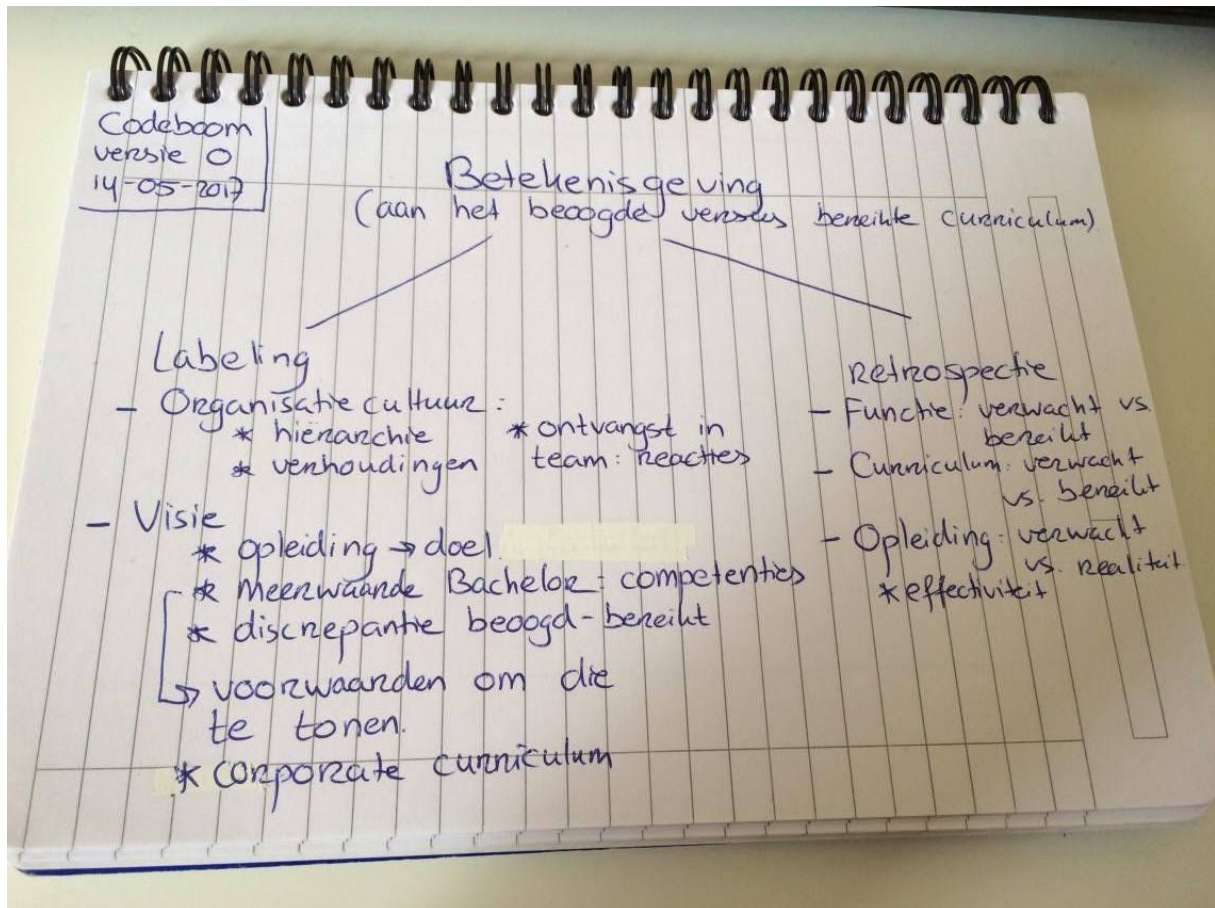 Codeboom
versie 0
14-05-2017
Betekenisgeving
(aan het beoogde versus bereikte curriculum)
Labeling
- Organisatie cultuur:
* hiërarchie
* verhoudingen
* ontvangst in
team: reacties
- Visie
* opleiding → doel
* meerwaarde Bachelor: competenties
* discrepantie beoogd-bereikt
↳ voorwaarden om die
te tonen.
* corporate curriculum
Retrospectie
- Functie: verwacht vs.
bereikt
- Curriculum: verwacht
vs. bereikt
- Opleiding: verwacht
vs. realiteit
* effectiviteit